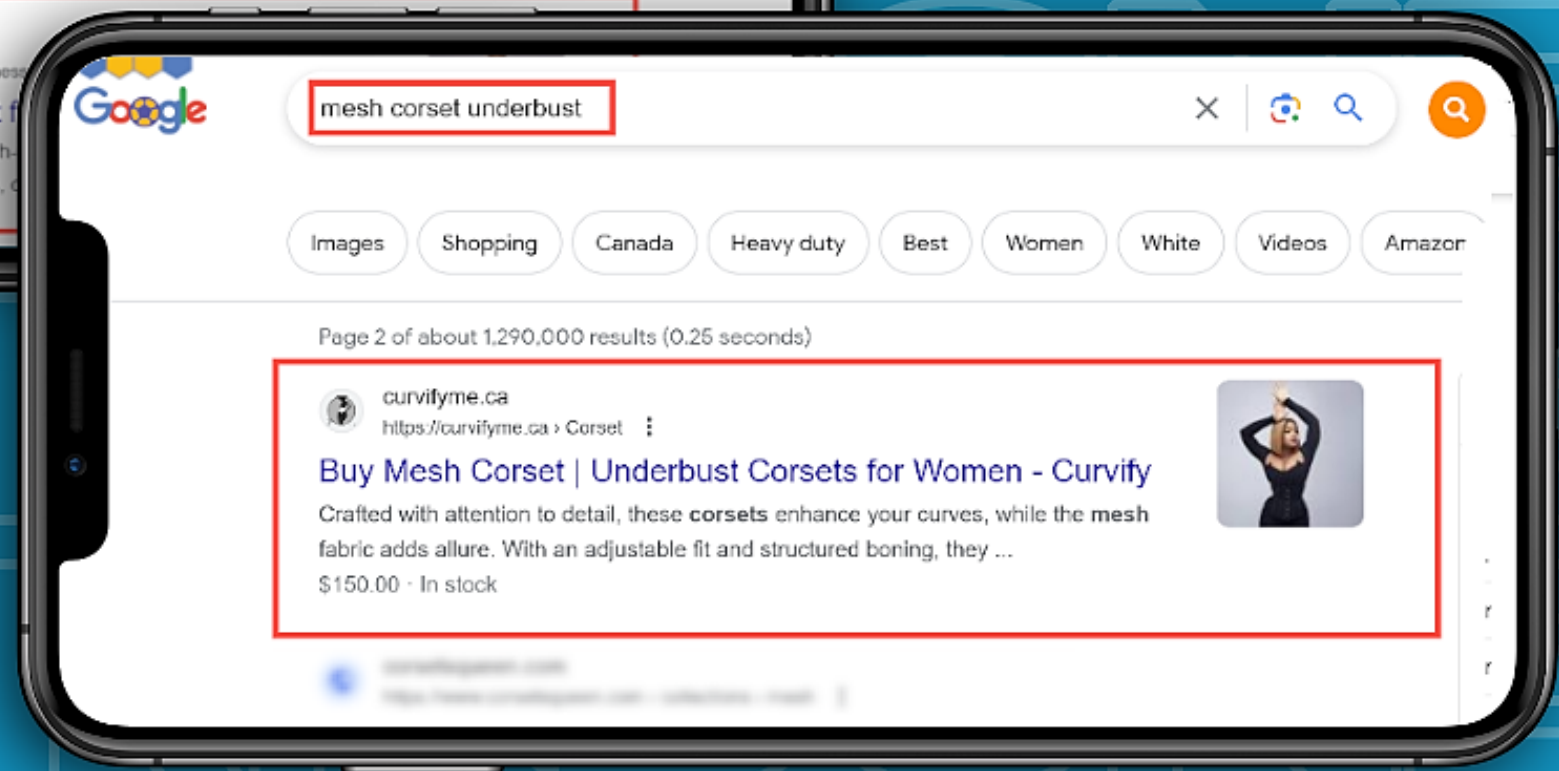 Google
mesh corset underbust
Images Shopping Canada Heavy duty Best Women White Videos Amazon
Page 2 of about 1,290,000 results (0.25 seconds)
curvifyme.ca
https://curvifyme.ca › Corset
Buy Mesh Corset | Underbust Corsets for Women - Curvify
Crafted with attention to detail, these corsets enhance your curves, while the mesh
fabric adds allure. With an adjustable fit and structured boning, they ...
$150.00 · In stock